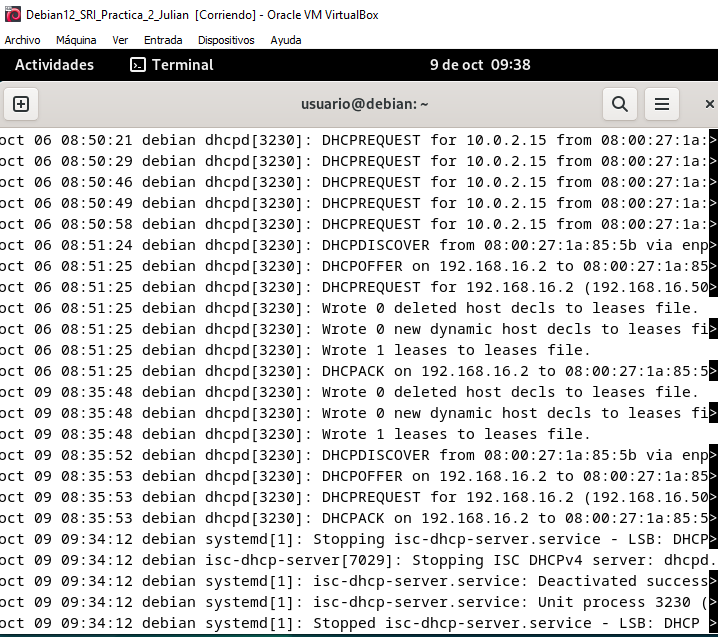 Debian12_SRI_Practica_2_Julian [Corriendo] - Oracle VM VirtualBox
Archivo Máquina Ver Entrada Dispositivos Ayuda
Actividades Terminal 9 de oct 09:38
usuario@debian: ~
oct 06 08:50:21 debian dhcpd[3230]: DHCPREQUEST for 10.0.2.15 from 08:00:27:1a:>
oct 06 08:50:29 debian dhcpd[3230]: DHCPREQUEST for 10.0.2.15 from 08:00:27:1a:>
oct 06 08:50:46 debian dhcpd[3230]: DHCPREQUEST for 10.0.2.15 from 08:00:27:1a:>
oct 06 08:50:49 debian dhcpd[3230]: DHCPREQUEST for 10.0.2.15 from 08:00:27:1a:>
oct 06 08:50:58 debian dhcpd[3230]: DHCPREQUEST for 10.0.2.15 from 08:00:27:1a:>
oct 06 08:51:24 debian dhcpd[3230]: DHCPDISCOVER from 08:00:27:1a:85:5b via enp>
oct 06 08:51:25 debian dhcpd[3230]: DHCPOFFER on 192.168.16.2 to 08:00:27:1a:85>
oct 06 08:51:25 debian dhcpd[3230]: DHCPREQUEST for 192.168.16.2 (192.168.16.50>
oct 06 08:51:25 debian dhcpd[3230]: Wrote 0 deleted host decls to leases file.
oct 06 08:51:25 debian dhcpd[3230]: Wrote 0 new dynamic host decls to leases fi>
oct 06 08:51:25 debian dhcpd[3230]: Wrote 1 leases to leases file.
oct 06 08:51:25 debian dhcpd[3230]: DHCPACK on 192.168.16.2 to 08:00:27:1a:85:5>
oct 09 08:35:48 debian dhcpd[3230]: Wrote 0 deleted host decls to leases file.
oct 09 08:35:48 debian dhcpd[3230]: Wrote 0 new dynamic host decls to leases fi>
oct 09 08:35:48 debian dhcpd[3230]: Wrote 1 leases to leases file.
oct 09 08:35:52 debian dhcpd[3230]: DHCPDISCOVER from 08:00:27:1a:85:5b via enp>
oct 09 08:35:53 debian dhcpd[3230]: DHCPOFFER on 192.168.16.2 to 08:00:27:1a:85>
oct 09 08:35:53 debian dhcpd[3230]: DHCPREQUEST for 192.168.16.2 (192.168.16.50>
oct 09 08:35:53 debian dhcpd[3230]: DHCPACK on 192.168.16.2 to 08:00:27:1a:85:5>
oct 09 09:34:12 debian systemd[1]: Stopping isc-dhcp-server.service - LSB: DHCP>
oct 09 09:34:12 debian isc-dhcp-server[7029]: Stopping ISC DHCPv4 server: dhcpd.
oct 09 09:34:12 debian systemd[1]: isc-dhcp-server.service: Deactivated success>
oct 09 09:34:12 debian systemd[1]: isc-dhcp-server.service: Unit process 3230 (>
oct 09 09:34:12 debian systemd[1]: Stopped isc-dhcp-server.service - LSB: DHCP >